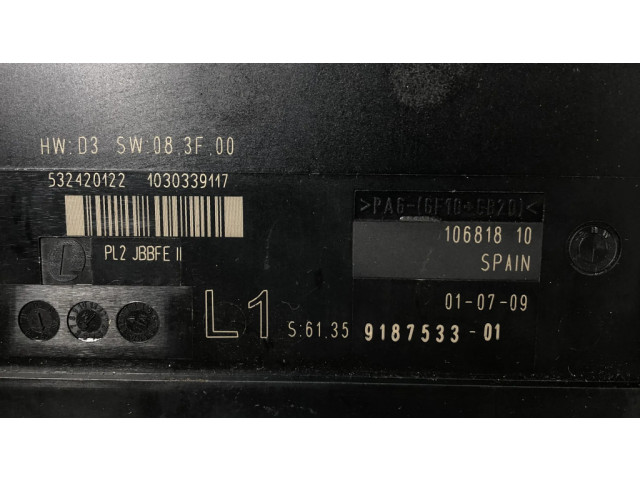 HW:D3 SW:08.3F.00
532420122 1030339117
PL2 JBBFE II
L1
>PA6-(GF10+GB20)<
106818 10
SPAIN
01-07-09
S:61.35 9187533-01